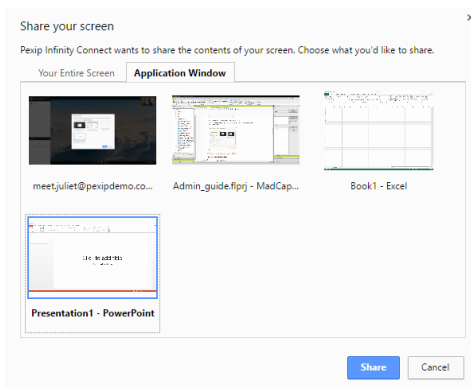 Share your screen
Pexip Infinity Connect wants to share the contents of your screen. Choose what you'd like to share.
Your Entire Screen Application Window
meet.juliet@pexipdemo.co... Admin_guide.flprj - MadCap... Book1 - Excel
Presentation1 - PowerPoint
Share Cancel